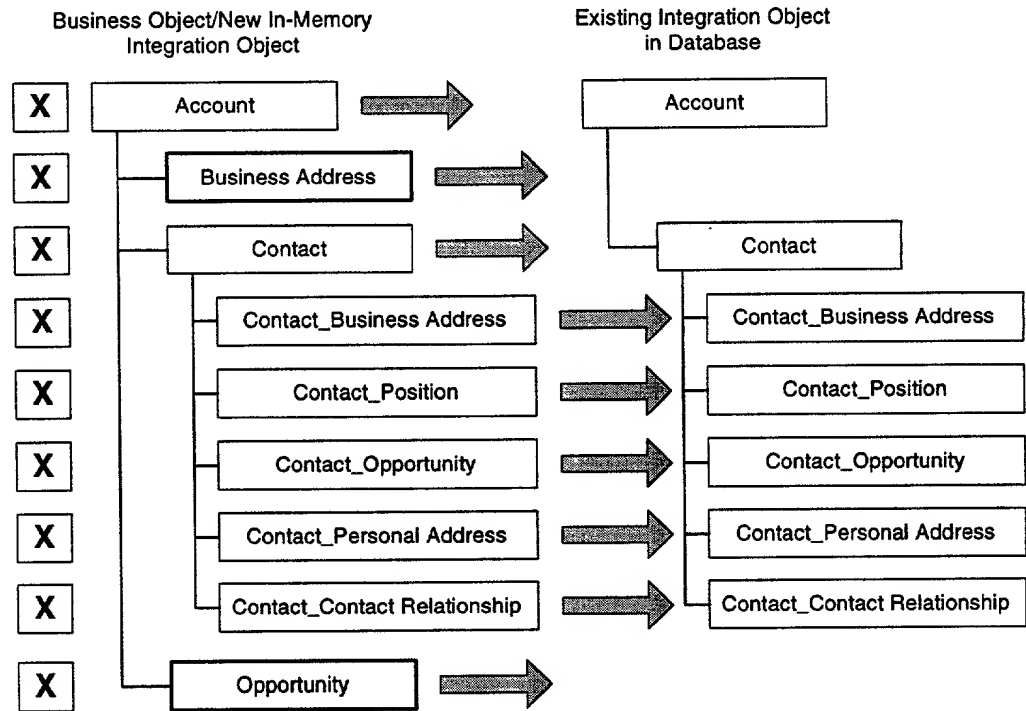 Business Object/New In-Memory
Integration Object
Existing Integration Object
in Database
X Account Account
X Business Address
X Contact Contact
X Contact_Business Address Contact_Business Address
X Contact_Position Contact_Position
X Contact_Opportunity Contact_Opportunity
X Contact_Personal Address Contact_Personal Address
X Contact_Contact Relationship Contact_Contact Relationship
X Opportunity